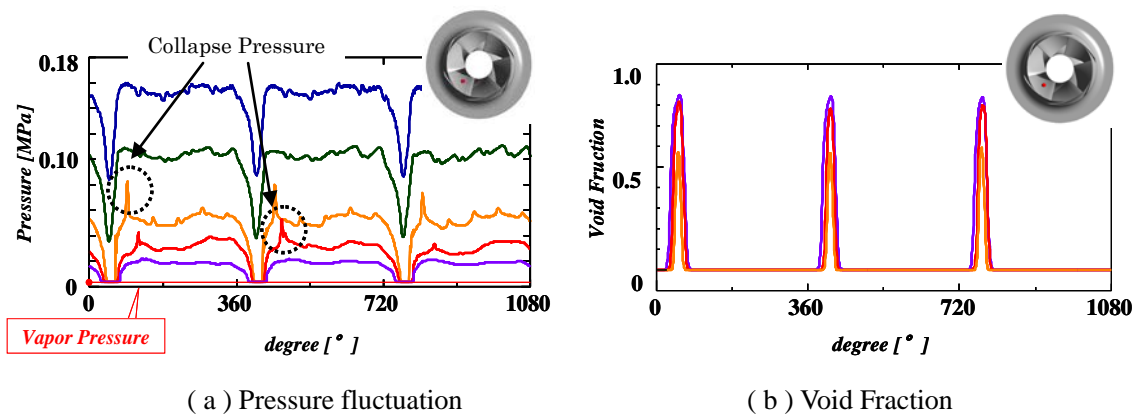 Collapse Pressure
0.18
0.10
0
Pressure [MPa]
0
360
720
1080
degree [ ° ]
Vapor Pressure
( a ) Pressure fluctuation
1.0
0.5
0
Void Fruction
0
360
720
1080
degree [ ° ]
( b ) Void Fraction